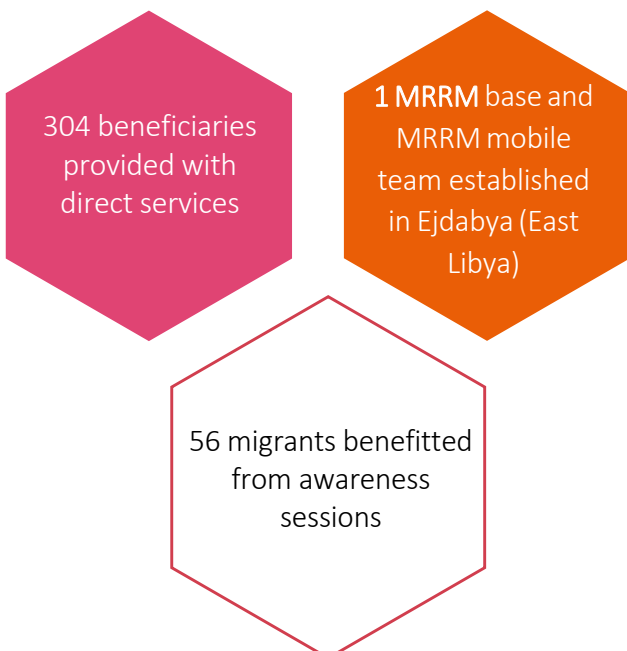 304 beneficiaries
provided with
direct services
1 MRRM base and
MRRM mobile
team established
in Ejdabya (East
Libya)
56 migrants benefitted
from awareness
sessions